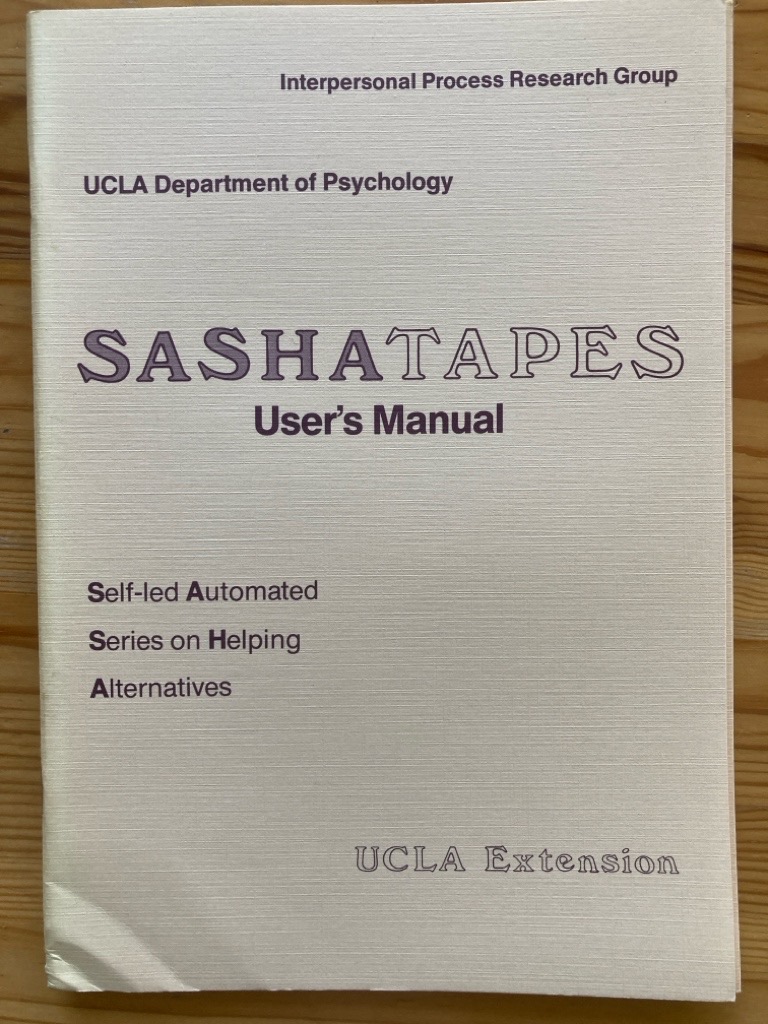 Interpersonal Process Research Group
UCLA Department of Psychology
SASHATAPES
User's Manual
Self-led Automated
Series on Helping
Alternatives
UCLA Extension